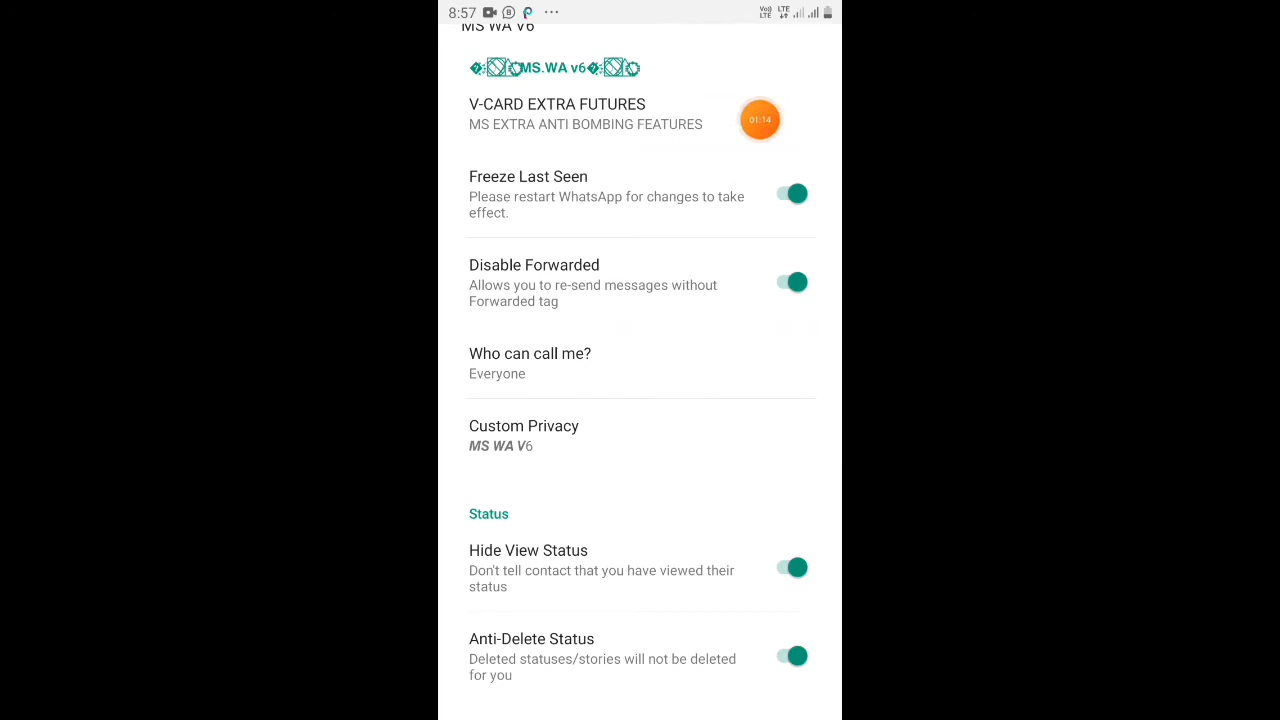 8:57
Vo)) LTE LTE
MS WA V6
MS.WA v6
V-CARD EXTRA FUTURES
MS EXTRA ANTI BOMBING FEATURES
01:14
Freeze Last Seen
Please restart WhatsApp for changes to take
effect.
Disable Forwarded
Allows you to re-send messages without
Forwarded tag
Who can call me?
Everyone
Custom Privacy
MS WA V6
Status
Hide View Status
Don't tell contact that you have viewed their
status
Anti-Delete Status
Deleted statuses/stories will not be deleted
for you